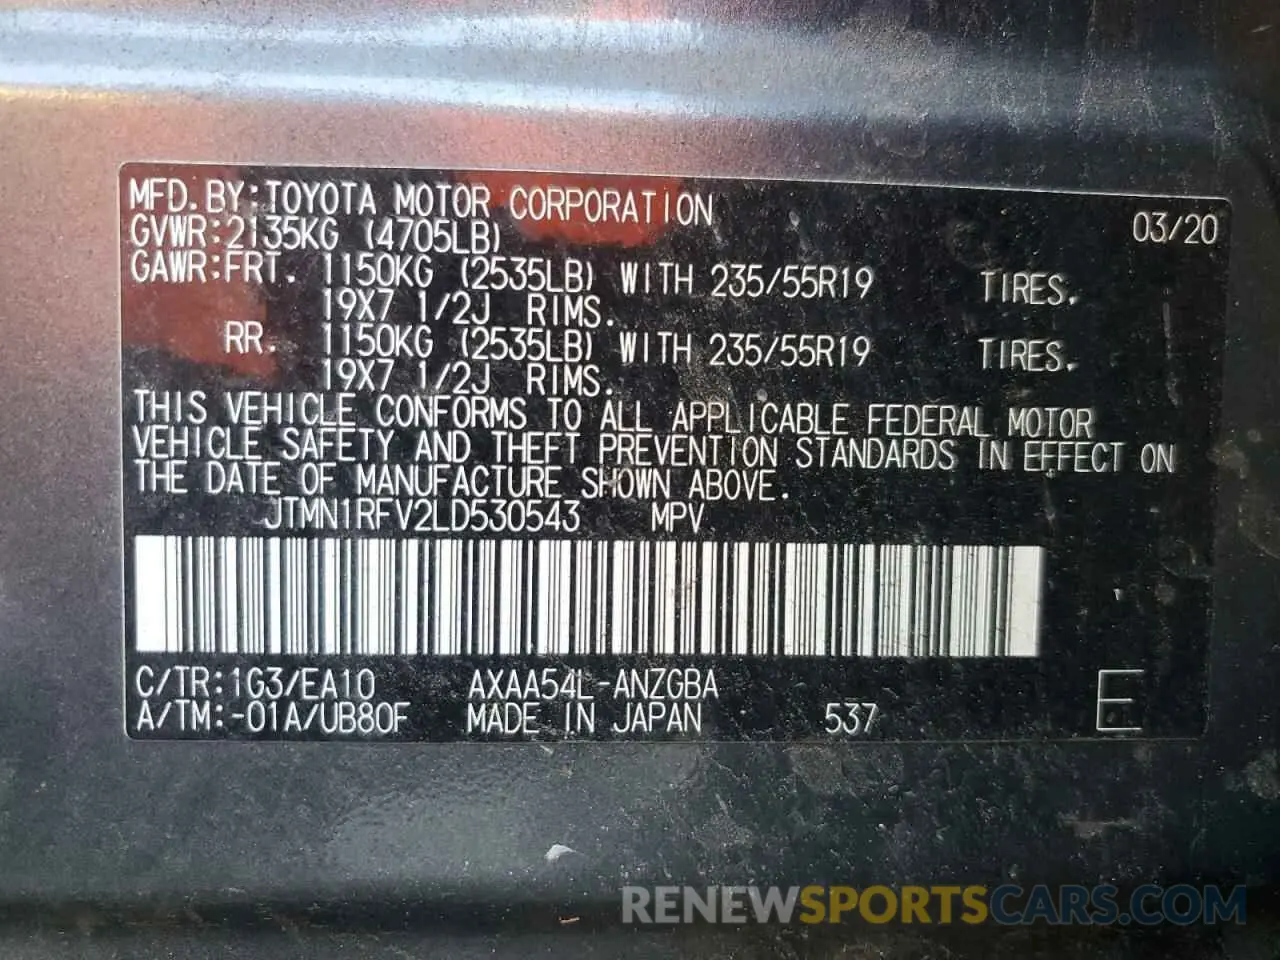 MFD. BY:TOYOTA MOTOR CORPORATION 03/20
GVWR:2135KG (4705LB)
GAWR:FRT. 1150KG (2535LB) WITH 235/55R19 TIRES.
19X7 1/2J RIMS.
RR. 1150KG (2535LB) WITH 235/55R19 TIRES.
19X7 1/2J RIMS.
THIS VEHICLE CONFORMS TO ALL APPLICABLE FEDERAL MOTOR
VEHICLE SAFETY AND THEFT PREVENTION STANDARDS IN EFFECT ON
THE DATE OF MANUFACTURE SHOWN ABOVE.
JTMN1RFV2LD530543 MPV
C/TR:1G3/EA10 AXAA54L-ANZGBA
A/TM:-01A/UB80F MADE IN JAPAN 537 E
RENEWSPORTSCARS.COM